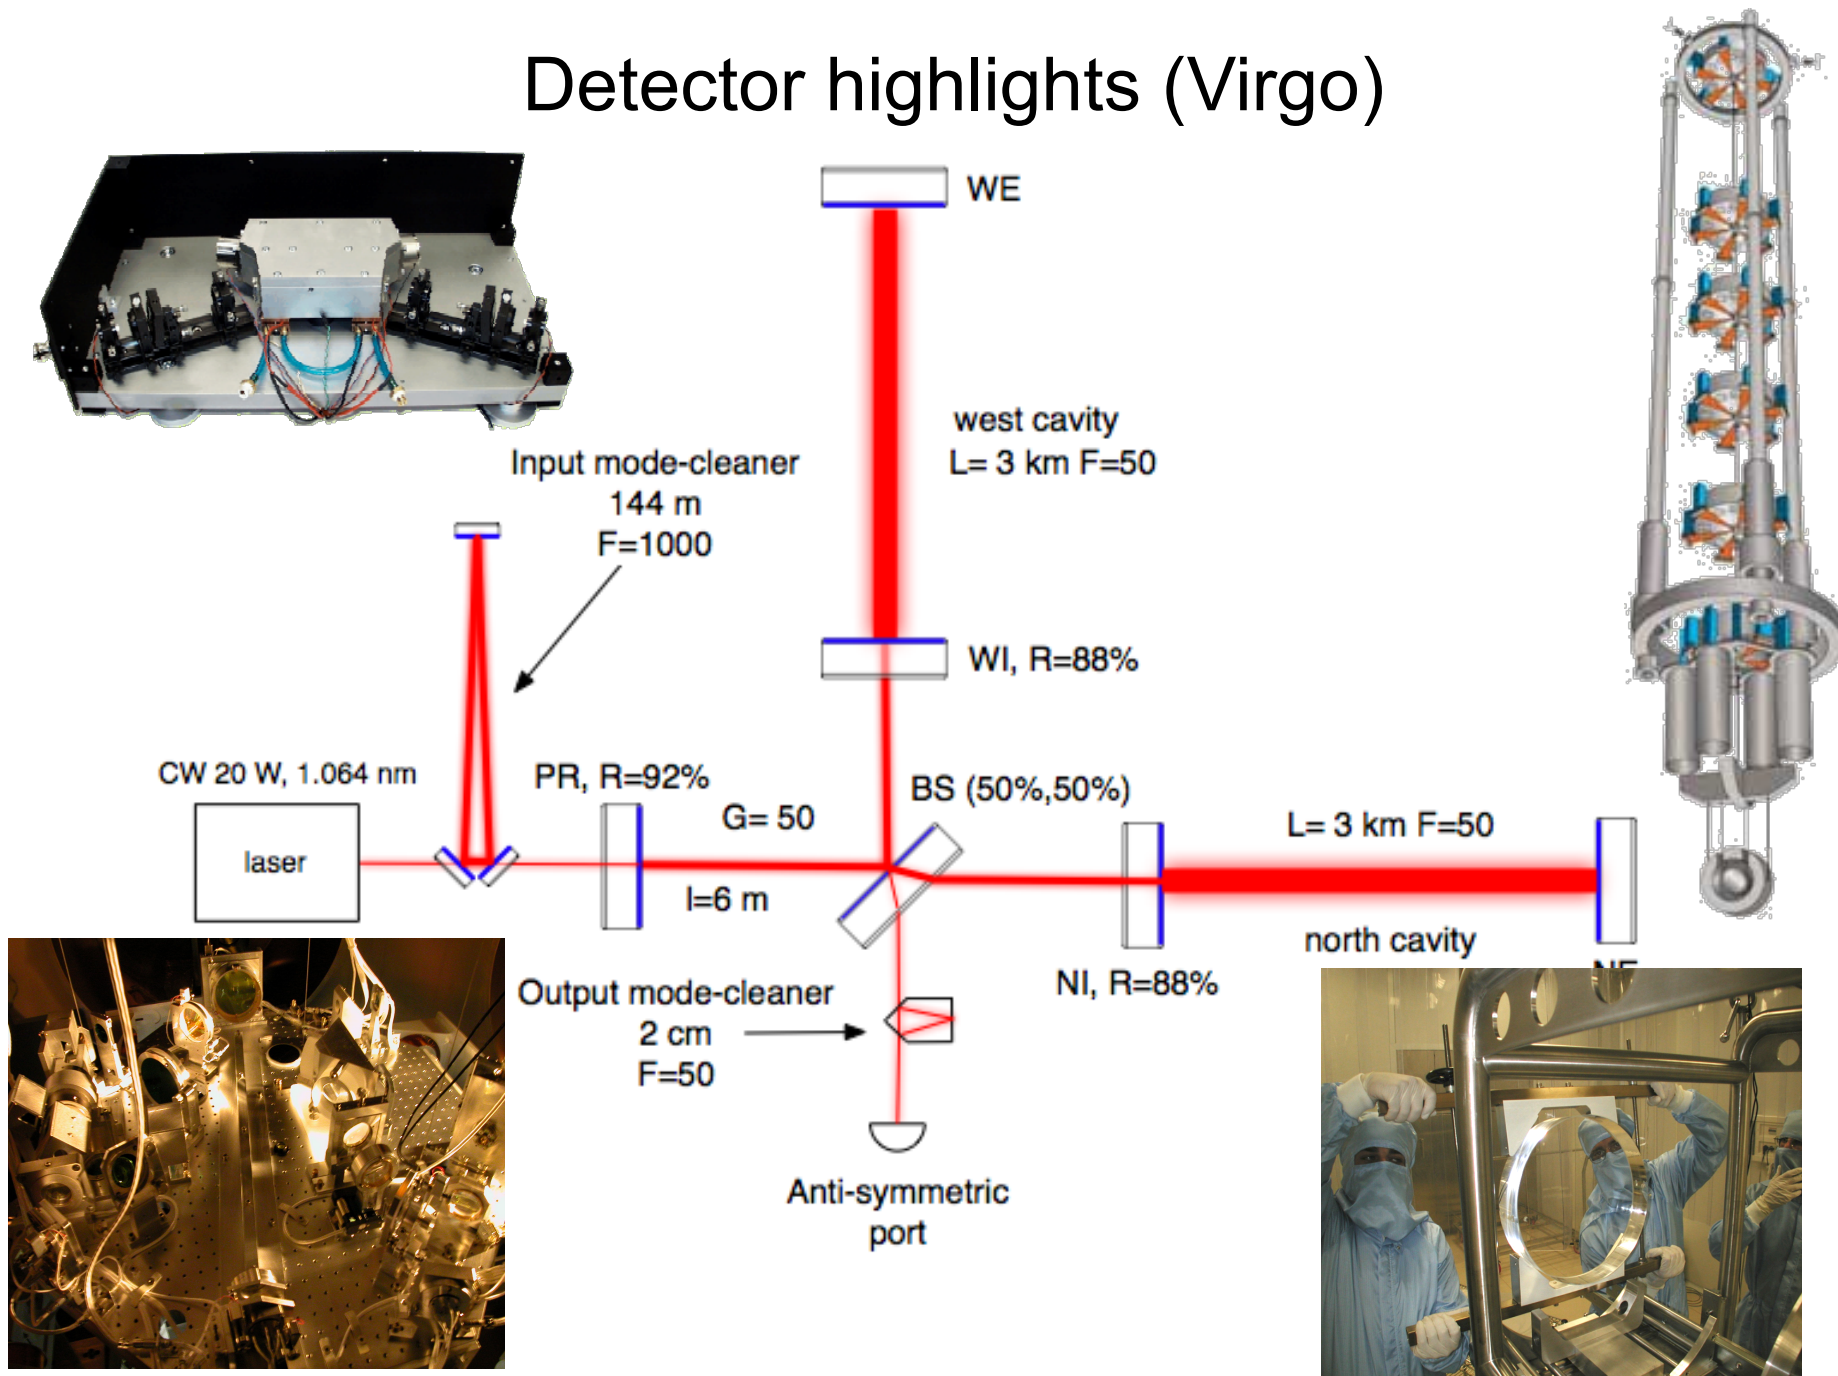 Detector highlights (Virgo)
WE
west cavity
L= 3 km F=50
Input mode-cleaner
144 m
F=1000
WI, R=88%
CW 20 W, 1.064 nm
PR, R=92%
BS (50%,50%)
G= 50
L= 3 km F=50
laser
l=6 m
north cavity
NI, R=88%
Output mode-cleaner
2 cm
F=50
Anti-symmetric
port